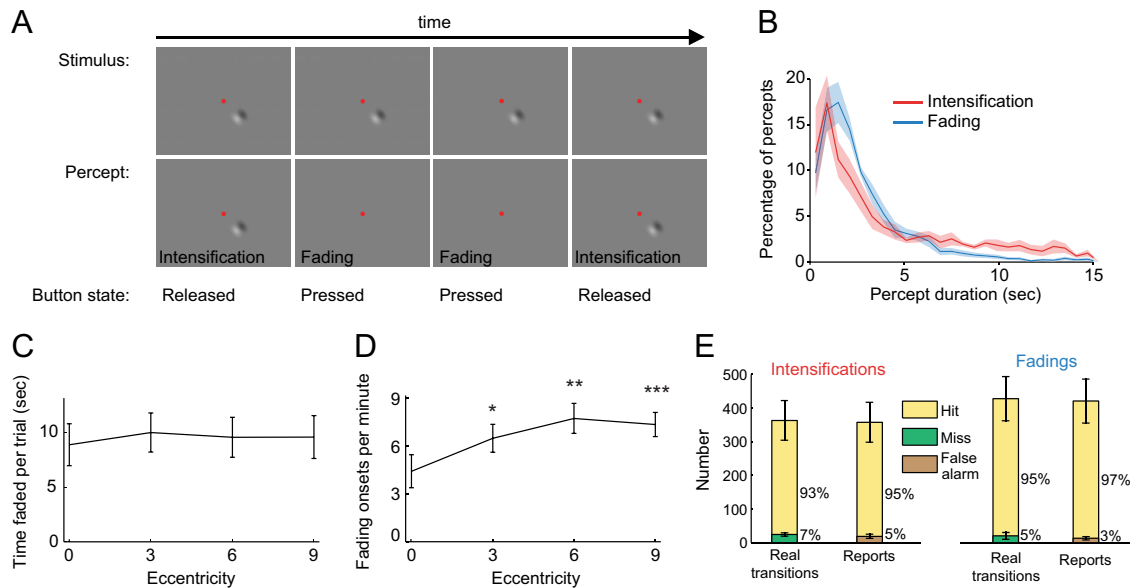 A
time
Stimulus:
Percept:
Intensification Fading Fading Intensification
Button state: Released Pressed Pressed Released
B
Percentage of percepts
20
15
10
5
0
Intensification
Fading
0 5 10 15
Percept duration (sec)
C
Time faded per trial (sec)
10
5
0
0 3 6 9
Eccentricity
D
Fading onsets per minute
9
6
3
0
* ** ***
0 3 6 9
Eccentricity
E
Intensifications
Fadings
Number
500
400
300
200
100
0
Hit
Miss
False
alarm
93%
7%
95%
5%
95%
5%
97%
3%
Real
transitions
Reports
Real
transitions
Reports